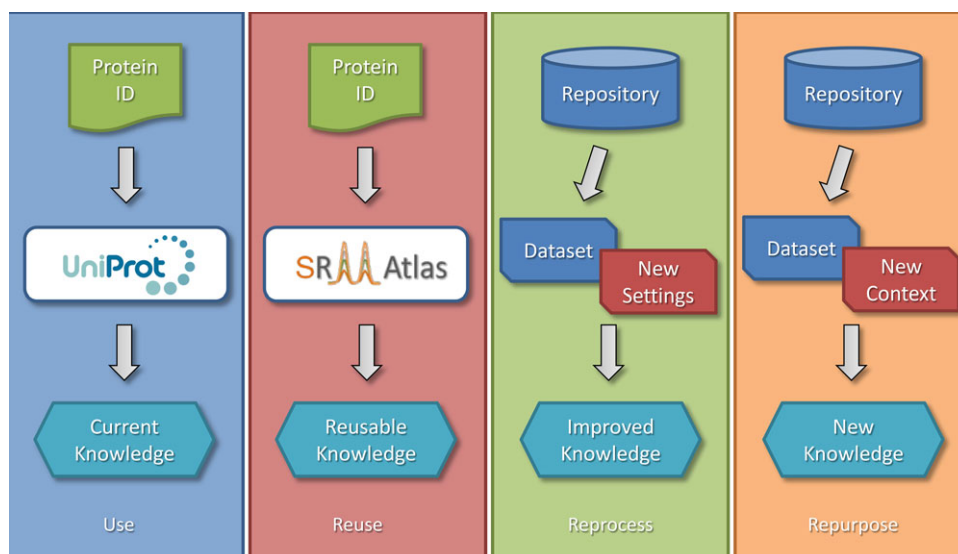 Protein
ID
UniProt
Current
Knowledge
Use
Protein
ID
SRM Atlas
Reusable
Knowledge
Reuse
Repository
Dataset
New
Settings
Improved
Knowledge
Reprocess
Repository
Dataset
New
Context
New
Knowledge
Repurpose